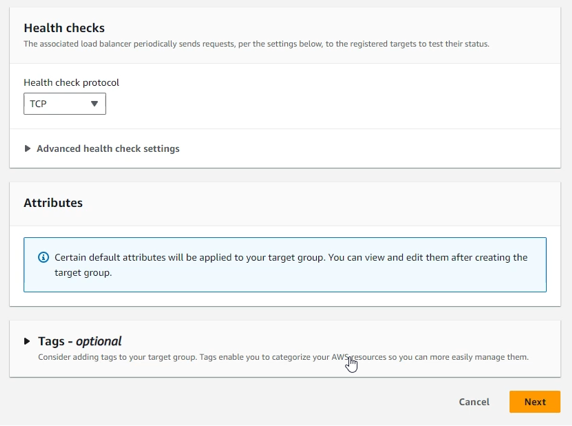 Health checks
The associated load balancer periodically sends requests, per the settings below, to the registered targets to test their status.
Health check protocol
TCP
Advanced health check settings
Attributes
Certain default attributes will be applied to your target group. You can view and edit them after creating the
target group.
Tags - optional
Consider adding tags to your target group. Tags enable you to categorize your AWS resources so you can more easily manage them.
Cancel
Next